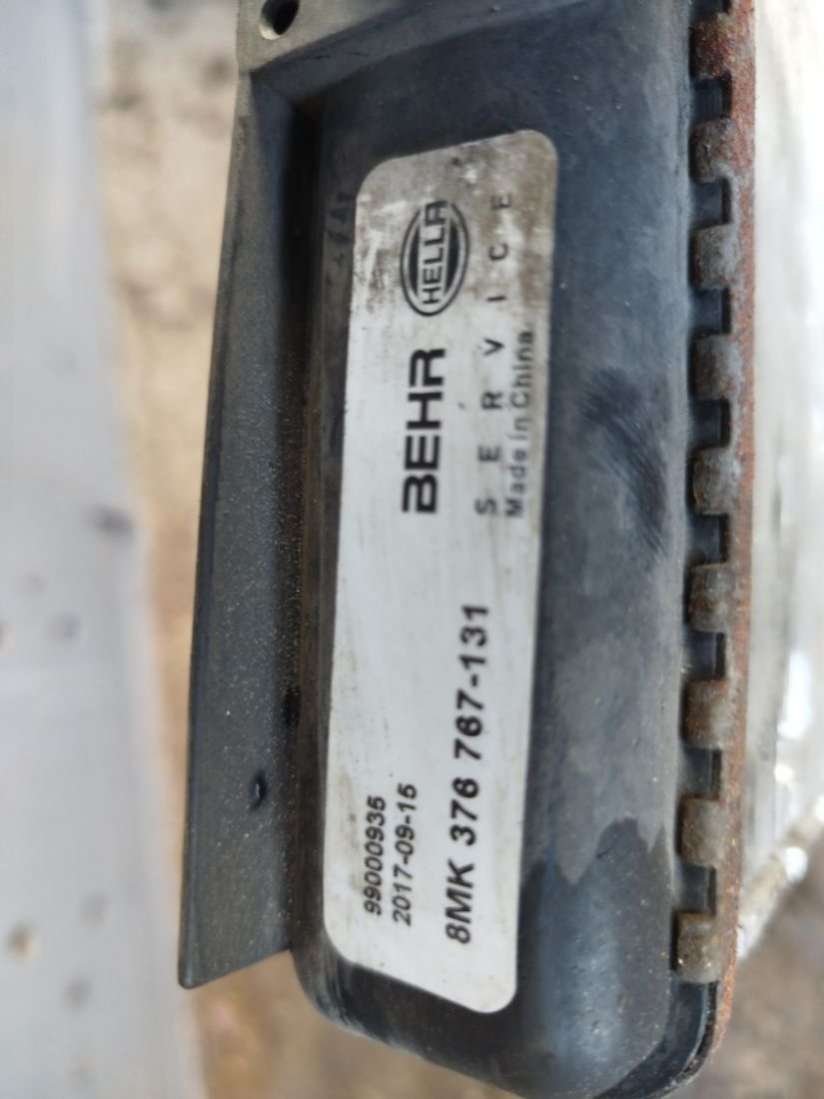 99000935
2017-09-15
8MK 376 767-131
BEHR
HELLA
SERVICE
Made in China